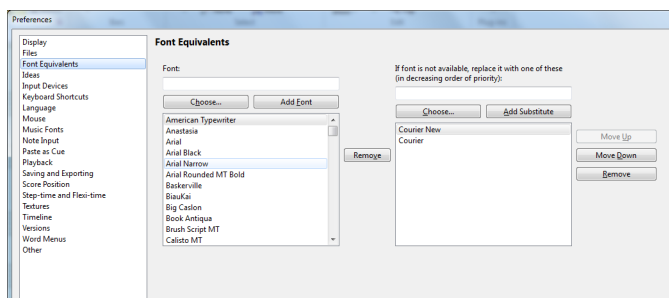 Preferences
Display
Files
Font Equivalents
Ideas
Input Devices
Keyboard Shortcuts
Language
Mouse
Music Fonts
Note Input
Paste as Cue
Playback
Saving and Exporting
Score Position
Step-time and Flexi-time
Textures
Timeline
Versions
Word Menus
Other
Font Equivalents
Font:
Choose...
Add Font
American Typewriter
Anastasia
Arial
Arial Black
Arial Narrow
Arial Rounded MT Bold
Baskerville
BiauKai
Big Caslon
Book Antiqua
Brush Script MT
Calisto MT
Remove
If font is not available, replace it with one of these
(in decreasing order of priority):
Choose...
Add Substitute
Courier New
Courier
Move Up
Move Down
Remove